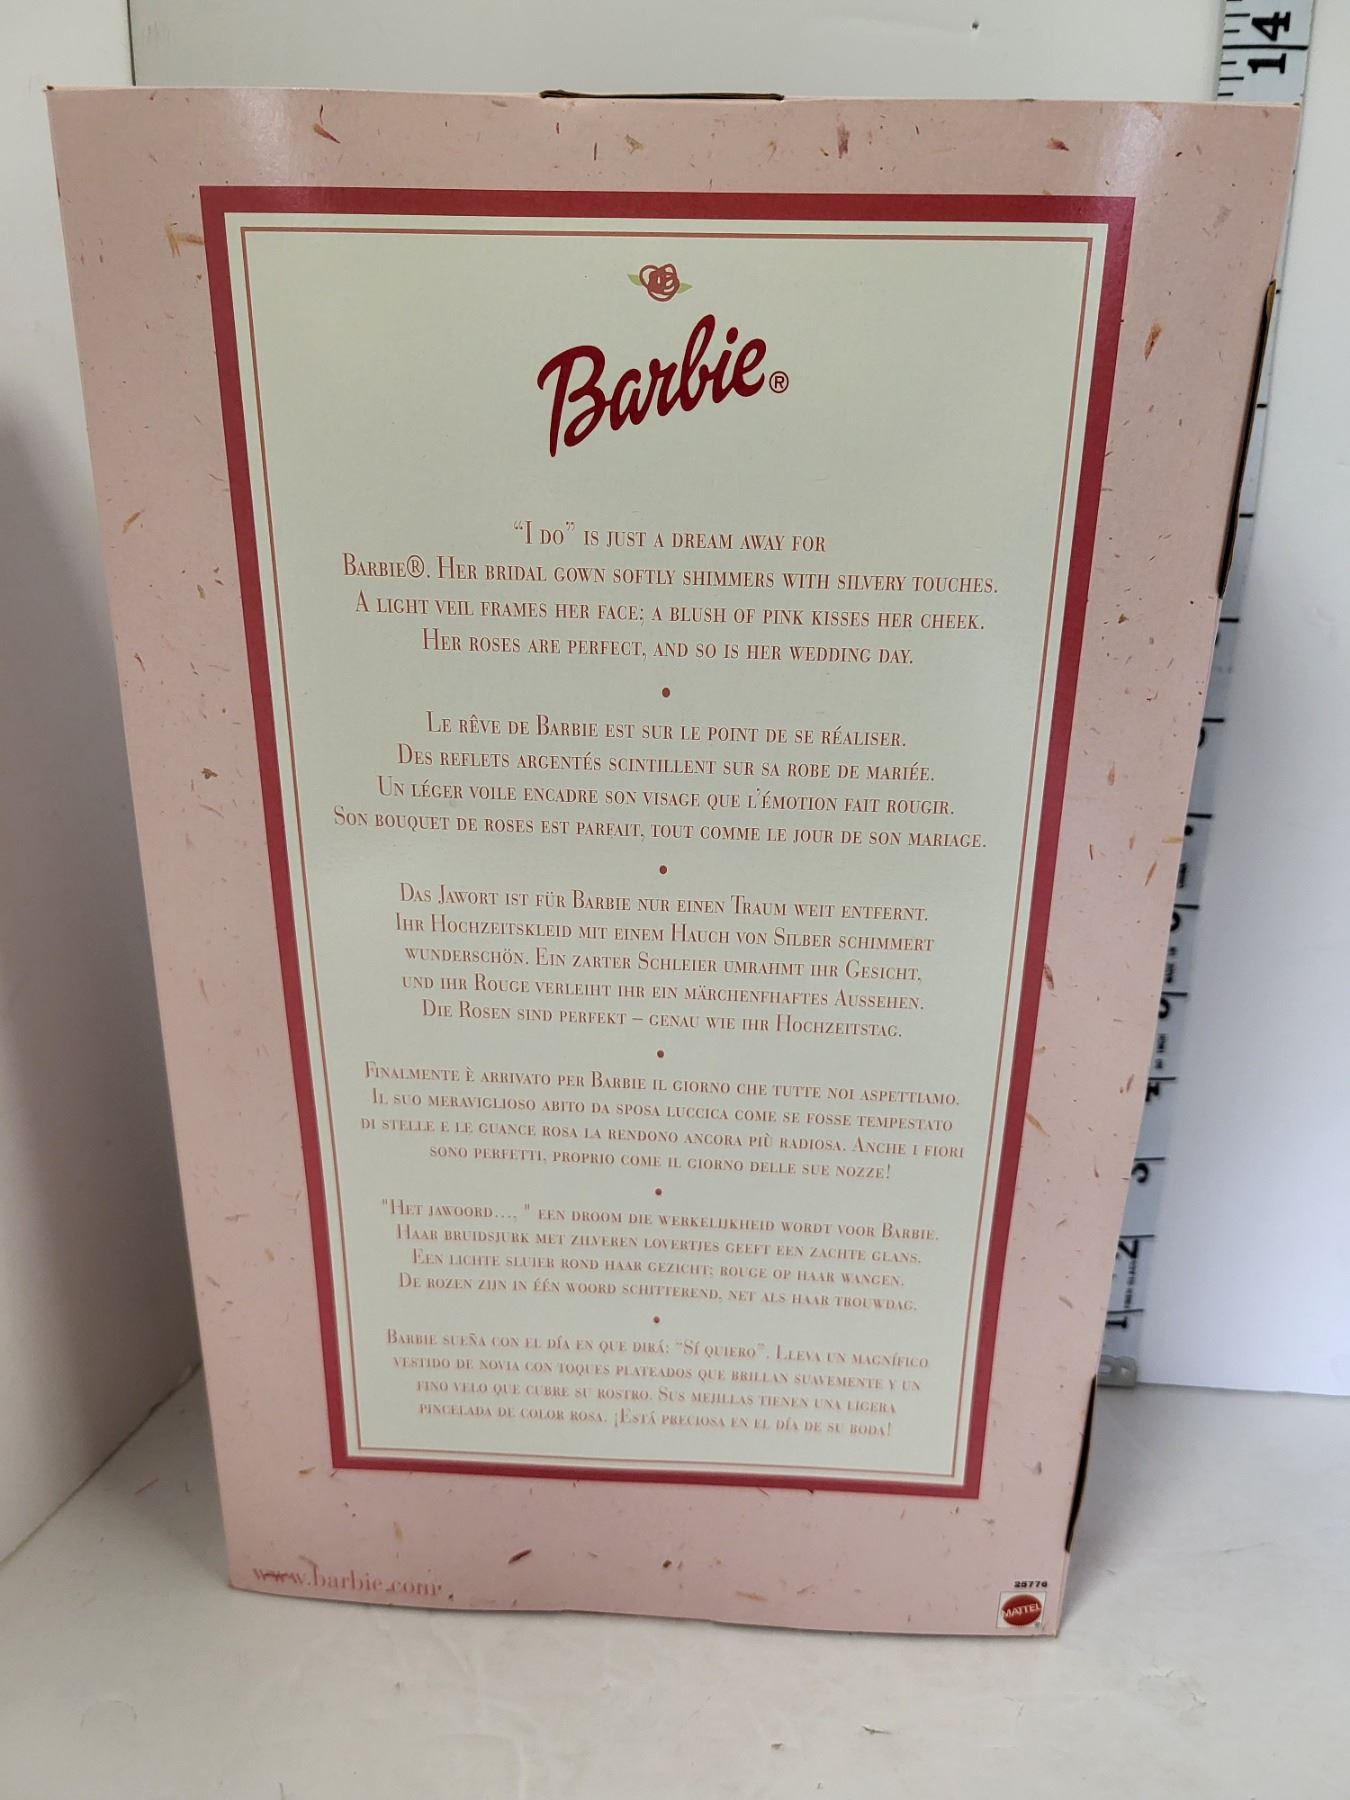 Barbie®
“I do” is just a dream away for
Barbie®. Her bridal gown softly shimmers with silvery touches.
A light veil frames her face; a blush of pink kisses her cheek.
Her roses are perfect, and so is her wedding day.
•
Le rêve de Barbie est sur le point de se réaliser.
Des reflets argentés scintillent sur sa robe de mariée.
Un léger voile encadre son visage que l'émotion fait rougir.
Son bouquet de roses est parfait, tout comme le jour de son mariage.
•
Das Jawort ist für Barbie nur einen Traum weit entfernt.
Ihr Hochzeitskleid mit einem Hauch von Silber schimmert
wunderschön. Ein zarter Schleier umrahmt ihr Gesicht,
und ihr Rouge verleiht ihr ein märchenfhaftes Aussehen.
Die Rosen sind perfekt – genau wie ihr Hochzeitstag.
•
Finalmente è arrivato per Barbie il giorno che tutte noi aspettiamo.
Il suo meraviglioso abito da sposa luccica come se fosse tempestato
di stelle e le guance rosa la rendono ancora più radiosa. Anche i fiori
sono perfetti, proprio come il giorno delle sue nozze!
•
"Het jawoord..., " een droom die werkelijkheid wordt voor Barbie.
Haar bruidsjurk met zilveren lovertjes geeft een zachte glans.
Een lichte sluier rond haar gezicht; rouge op haar wangen.
De rozen zijn in één woord schitterend, net als haar trouwdag.
•
Barbie sueña con el día en que dirá: “Sí quiero”. Lleva un magnífico
vestido de novia con toques plateados que brillan suavemente y un
fino velo que cubre su rostro. Sus mejillas tienen una ligera
pincelada de color rosa. ¡Está preciosa en el día de su boda!
www.barbie.com
25776
MATTEL
14
3
2
1